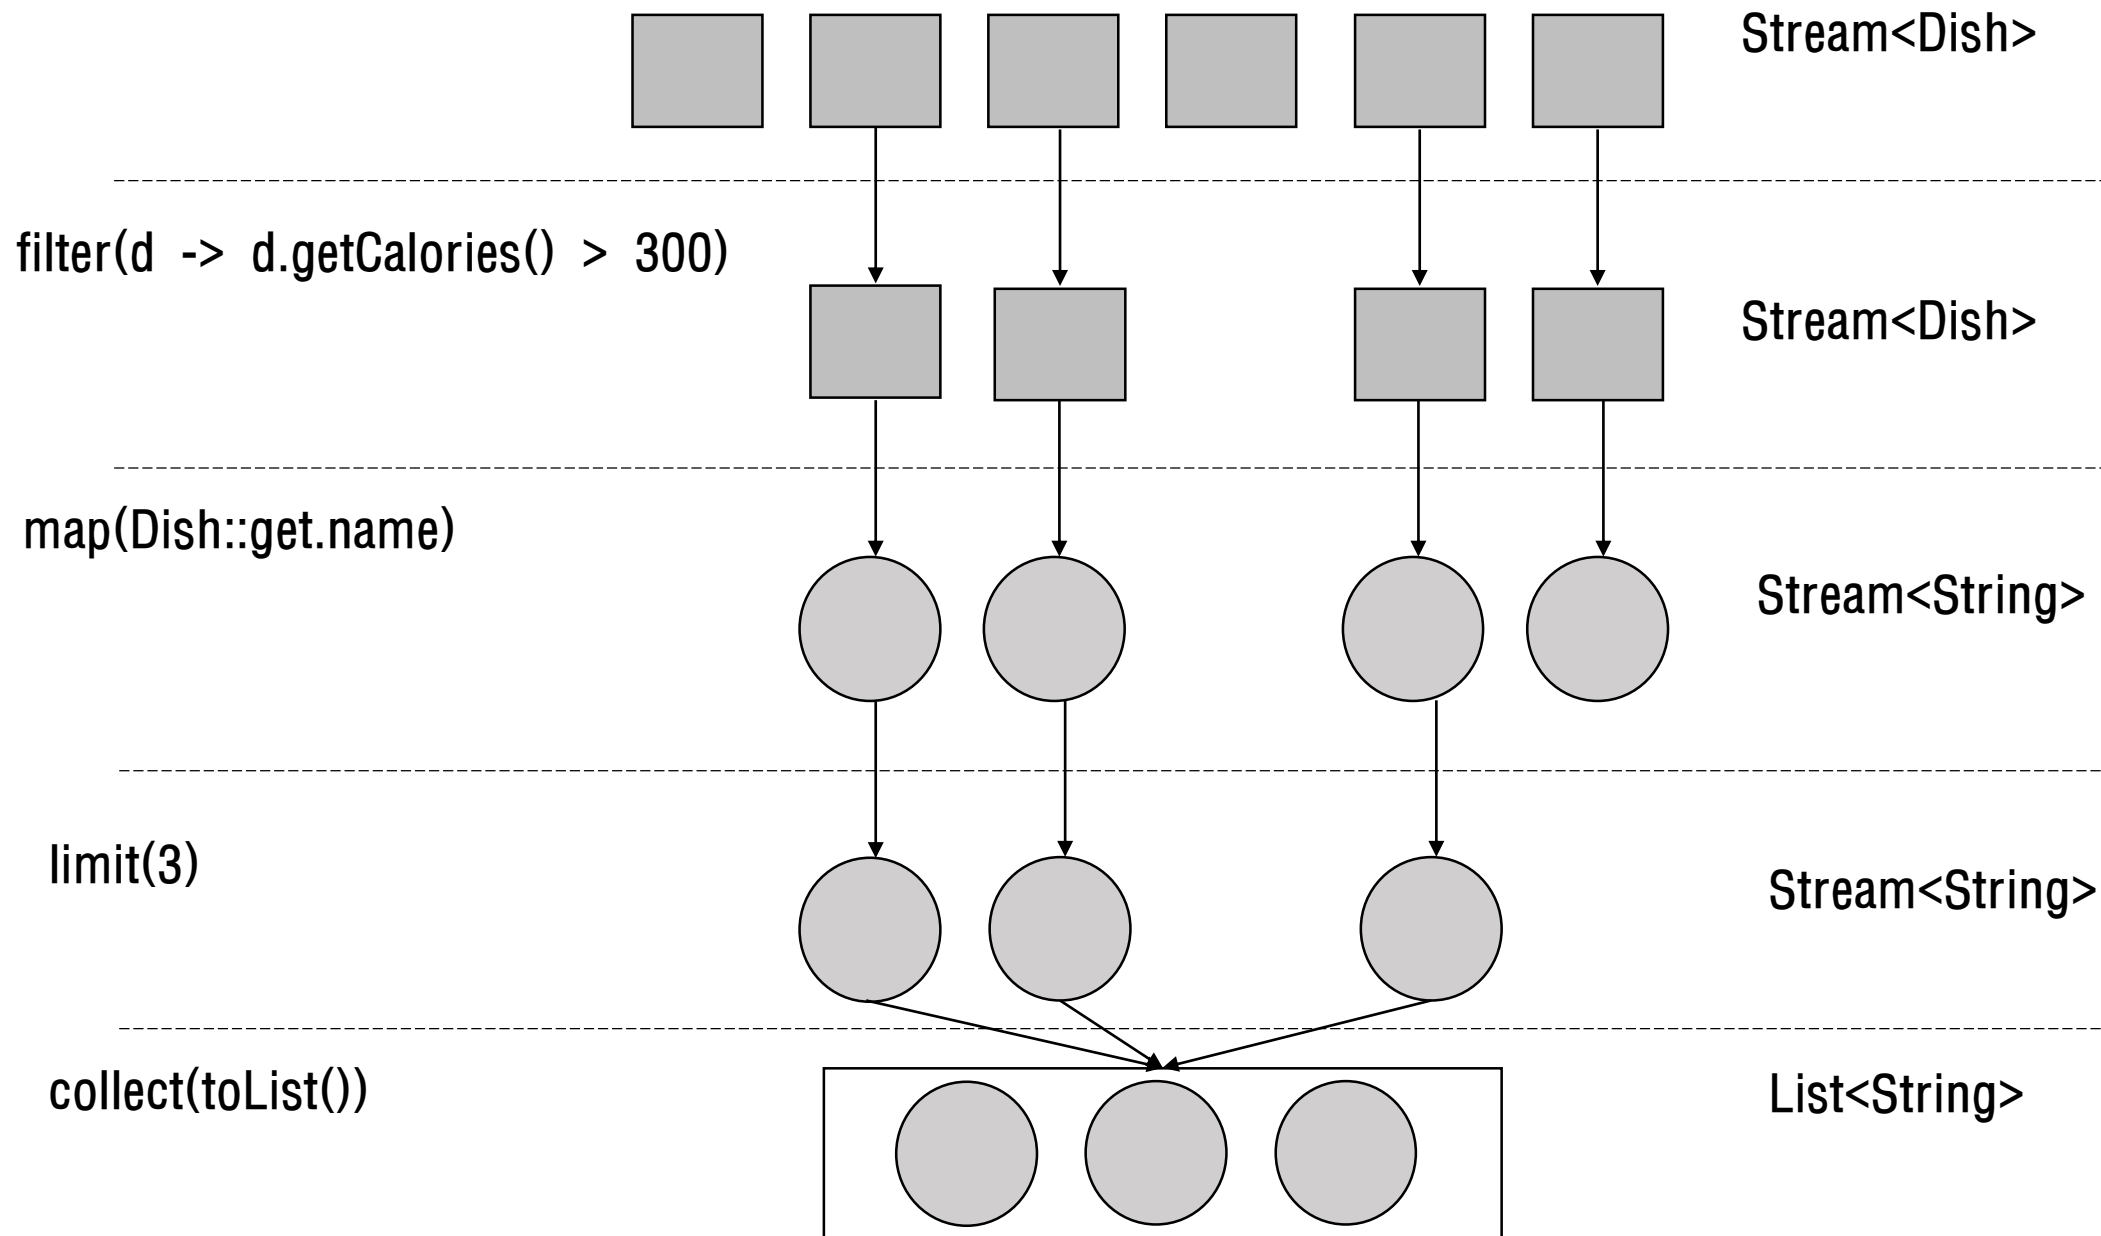 Stream<Dish>
filter(d -> d.getCalories() > 300)
Stream<Dish>
map(Dish::get.name)
Stream<String>
limit(3)
Stream<String>
collect(toList())
List<String>